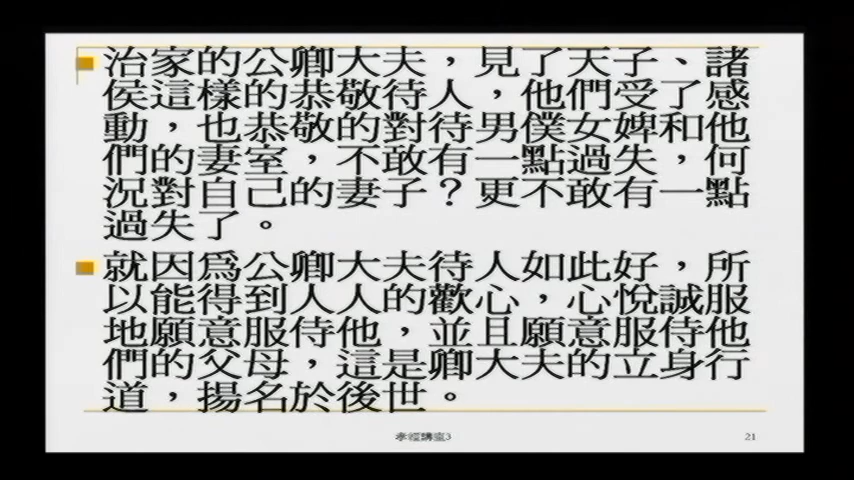 治家的公卿大夫，見了天子、諸
侯這樣的恭敬待人，他們受了感
動，也恭敬的對待男僕女婢和他
們的妻室，不敢有一點過失，何
況對自己的妻子？更不敢有一點
過失了。
就因爲公卿大夫待人如此好，所
以能得到人人的歡心，心悅誠服
地願意服侍他，並且願意服侍他
們的父母，這是卿大夫的立身行
道，揚名於後世。
孝經講座3
21